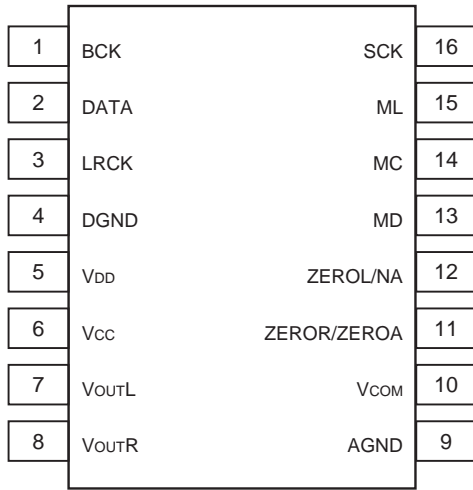 1 BCK SCK 16
2 DATA ML 15
3 LRCK MC 14
4 DGND MD 13
5 VDD ZEROL/NA 12
6 VCC ZEROR/ZEROA 11
7 VOUTL VCOM 10
8 VOUTR AGND 9